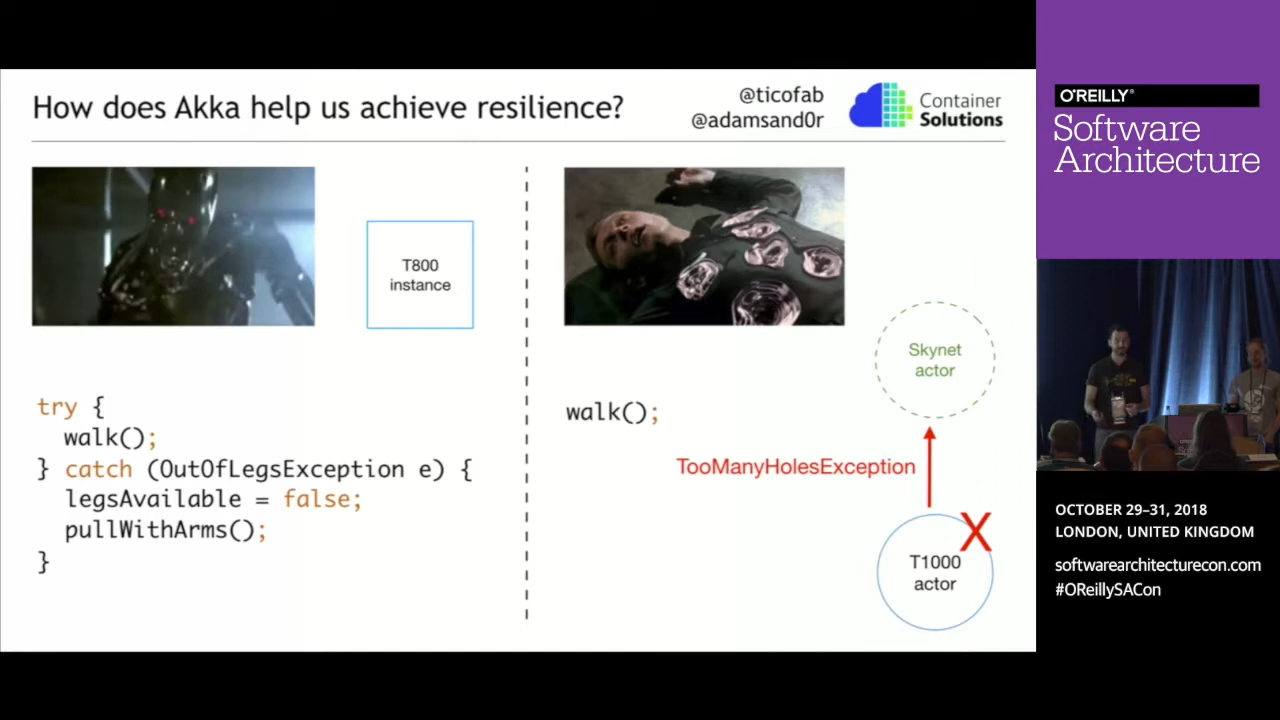 How does Akka help us achieve resilience?
@ticofab
@adamsand0r
Container
Solutions
T800
instance
try {
walk();
} catch (OutOfLegsException e) {
legsAvailable = false;
pullWithArms();
}
walk();
Skynet
actor
TooManyHolesException
X
T1000
actor
O'REILLY®
Software
Architecture
OCTOBER 29–31, 2018
LONDON, UNITED KINGDOM
softwarearchitecturecon.com
#OReillySACon